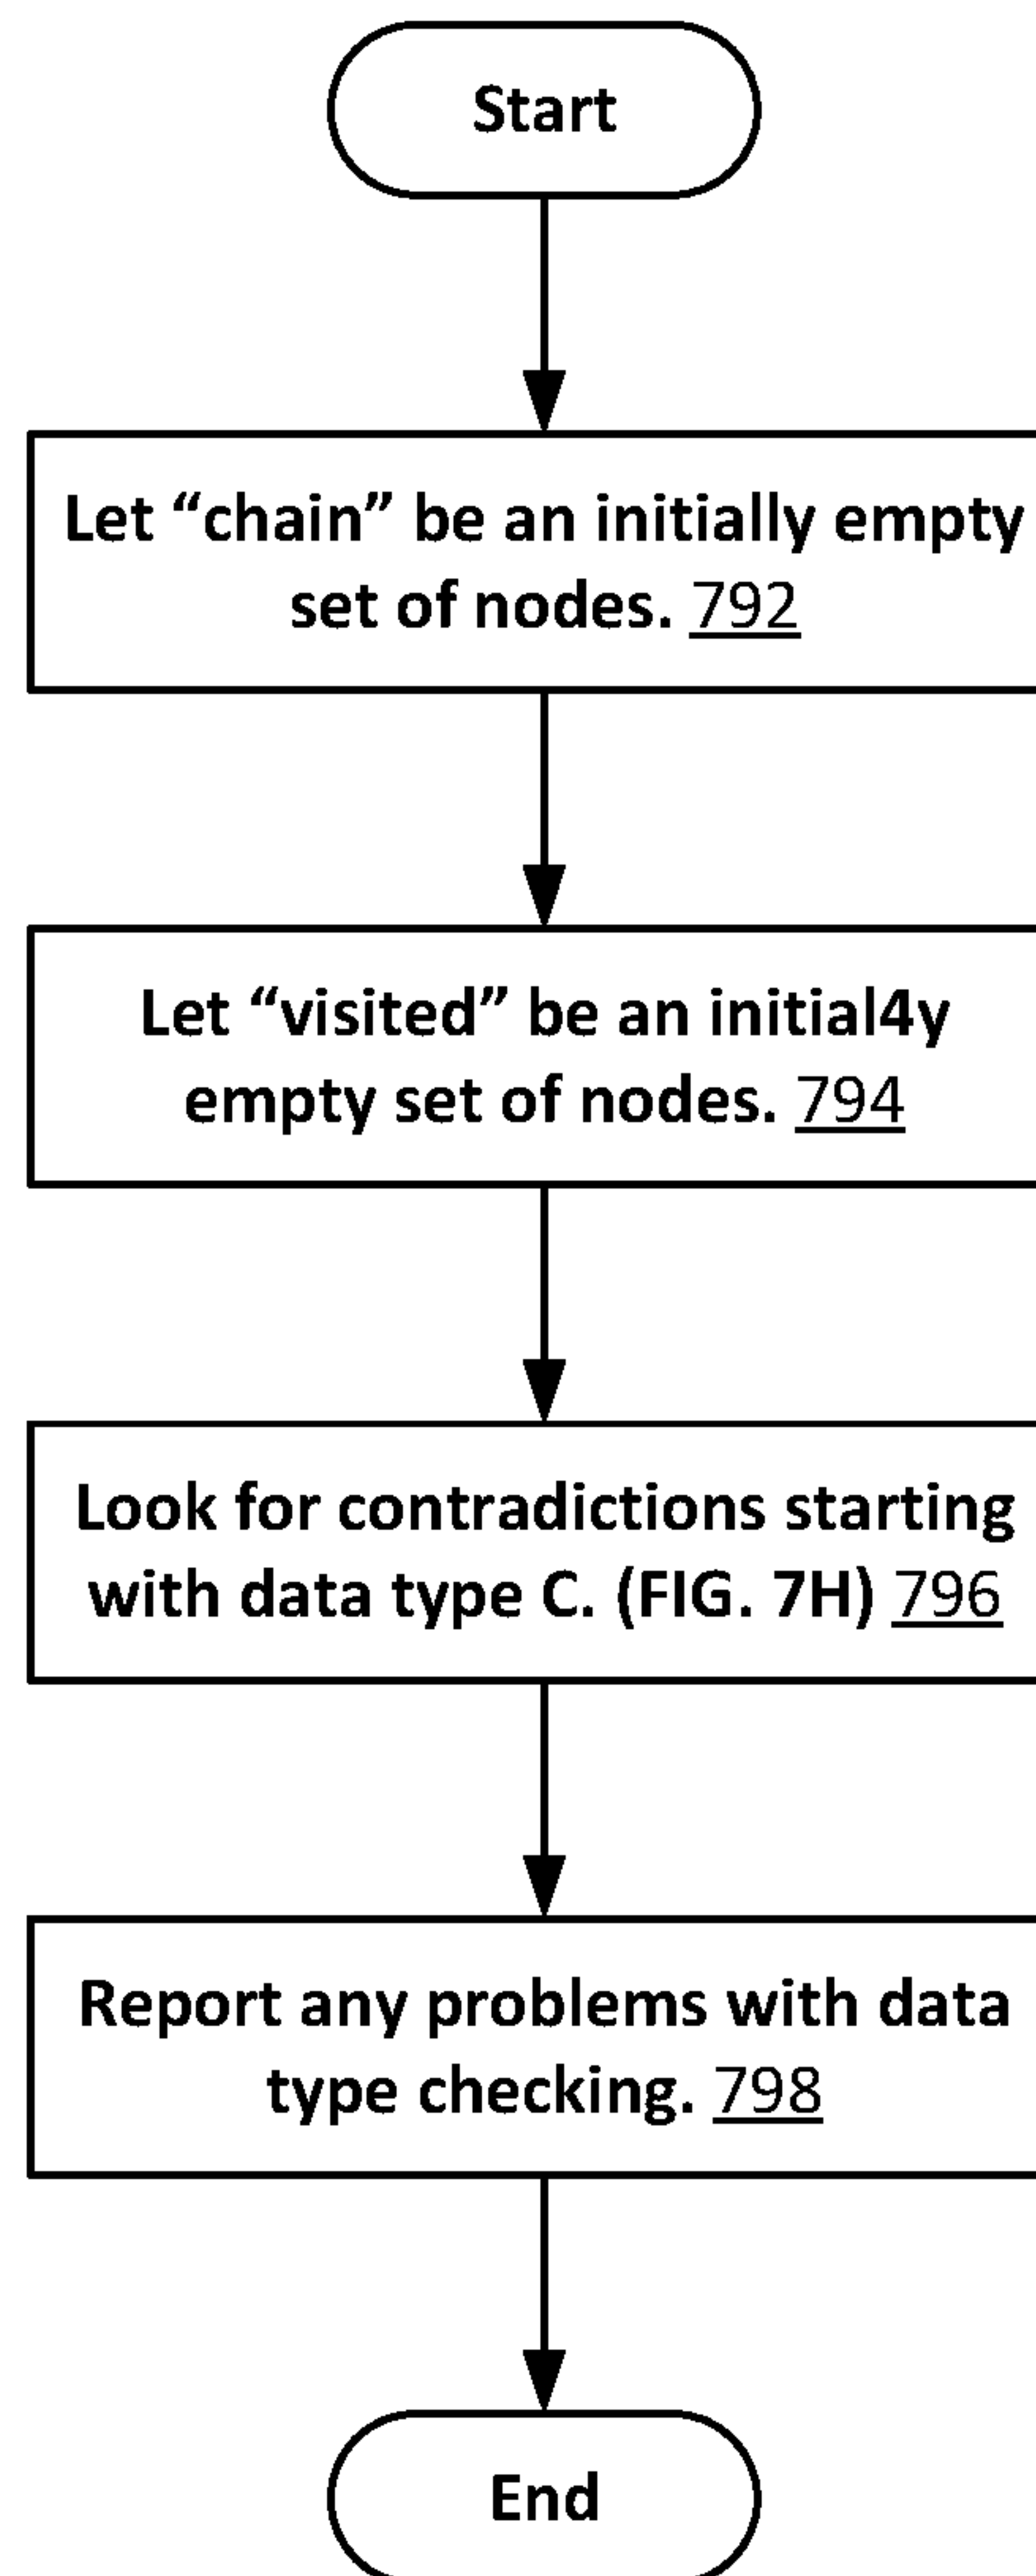 Start
Let “chain” be an initially empty
set of nodes. 792
Let “visited” be an initial4y
empty set of nodes. 794
Look for contradictions starting
with data type C. (FIG. 7H) 796
Report any problems with data
type checking. 798
End